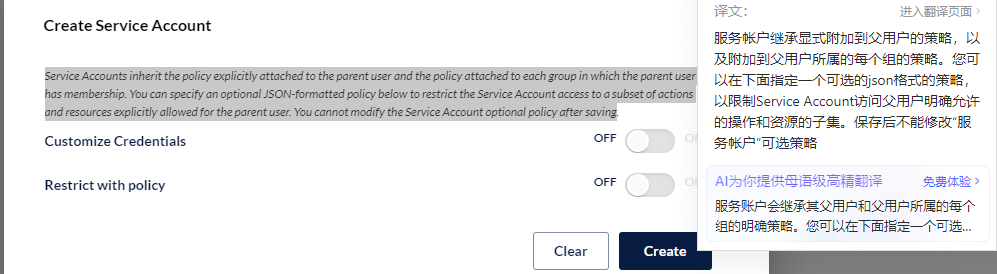 Create Service Account
Service Accounts inherit the policy explicitly attached to the parent user and the policy attached to each group in which the parent user
has membership. You can specify an optional JSON-formatted policy below to restrict the Service Account access to a subset of actions
and resources explicitly allowed for the parent user. You cannot modify the Service Account optional policy after saving.
Customize Credentials
OFF
Restrict with policy
OFF
Clear
Create
译文：
进入翻译页面 >
服务帐户继承显式附加到父用户的策略，以
及附加到父用户所属的每个组的策略。您可
以在下面指定一个可选的json格式的策略，
以限制Service Account访问父用户明确允许
的操作和资源的子集。保存后不能修改“服
务帐户”可选策略
AI为你提供母语级高精翻译
免费体验 >
服务账户会继承其父用户和父用户所属的每个
组的明确策略。您可以在下面指定一个可选...